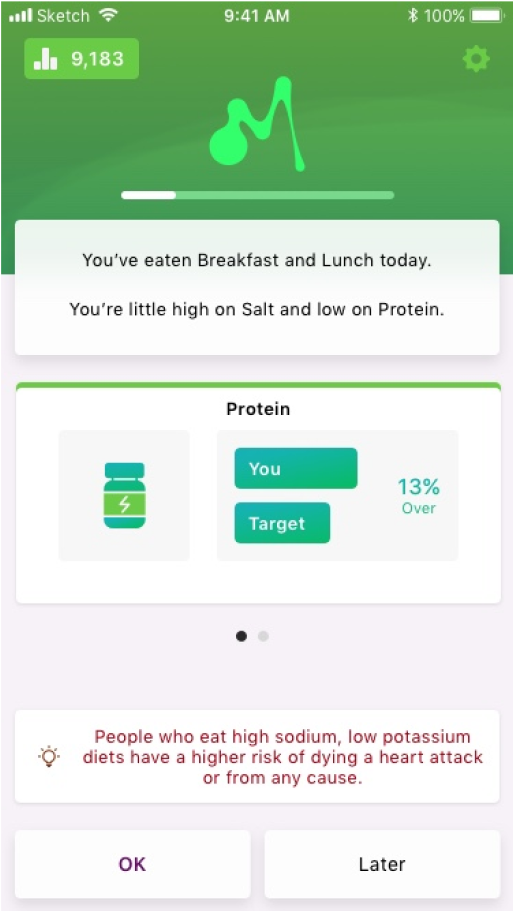 Sketch 9:41 AM 100%
9,183
You’ve eaten Breakfast and Lunch today.
You’re little high on Salt and low on Protein.
Protein
You
13%
Over
Target
People who eat high sodium, low potassium
diets have a higher risk of dying a heart attack
or from any cause.
OK Later